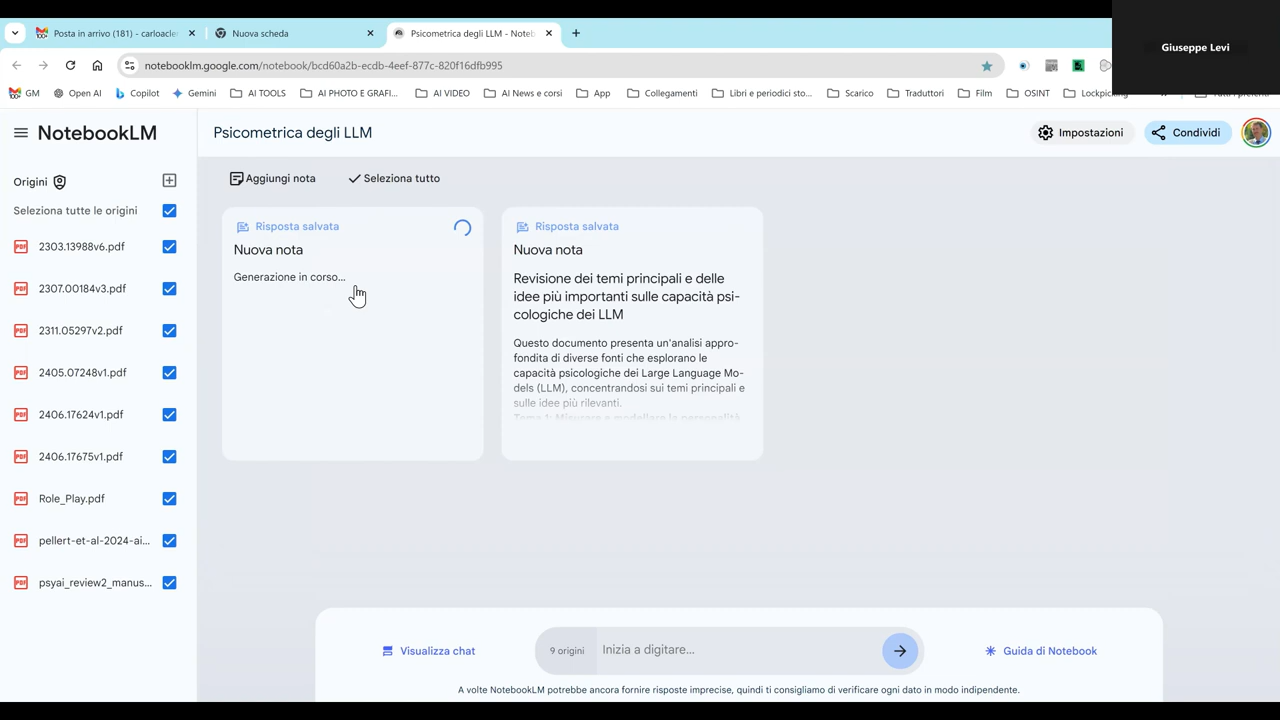 Giuseppe Levi
Posta in arrivo (181) - carloacler
Nuova scheda
Psicometrica degli LLM - Noteb
notebooklm.google.com/notebook/bcd60a2b-ecdb-4eef-877c-820f16dfb995
GM
Open AI
Copilot
Gemini
AI TOOLS
AI PHOTO E GRAFI...
AI VIDEO
AI News e corsi
App
Collegamenti
Libri e periodici sto...
Scarico
Traduttori
Film
OSINT
Lockpicking
NotebookLM
Psicometrica degli LLM
Impostazioni
Condividi
Origini
Seleziona tutte le origini
2303.13988v6.pdf
2307.00184v3.pdf
2311.05297v2.pdf
2405.07248v1.pdf
2406.17624v1.pdf
2406.17675v1.pdf
Role_Play.pdf
pellert-et-al-2024-ai...
psyai_review2_manus...
Aggiungi nota
Seleziona tutto
Risposta salvata
Nuova nota
Generazione in corso...
Risposta salvata
Nuova nota
Revisione dei temi principali e delle
idee più importanti sulle capacità psi-
cologiche dei LLM
Questo documento presenta un'analisi appro-
fondita di diverse fonti che esplorano le
capacità psicologiche dei Large Language Mo-
dels (LLM), concentrandosi sui temi principali e
sulle idee più rilevanti.
Tema 1: Misurare e modellare la personalità
Visualizza chat
9 origini
Inizia a digitare...
Guida di Notebook
A volte NotebookLM potrebbe ancora fornire risposte imprecise, quindi ti consigliamo di verificare ogni dato in modo indipendente.